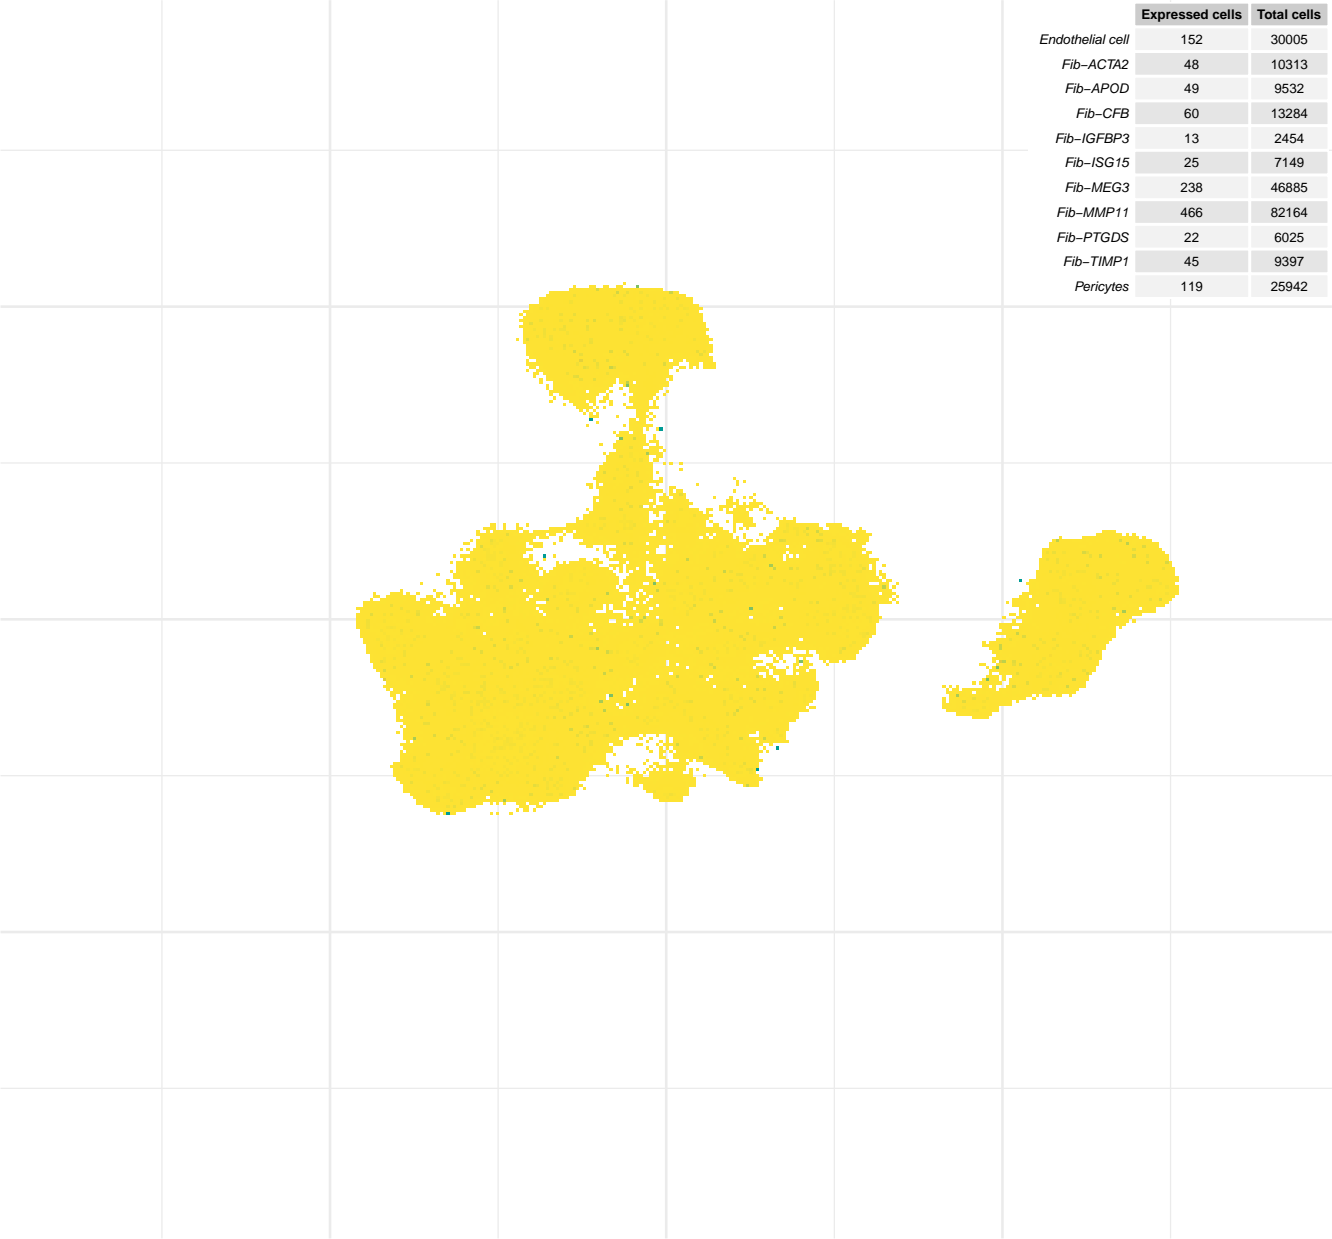 Expressed cells Total cells
Endothelial cell 152 30005
Fib−ACTA2 48 10313
Fib−APOD 49 9532
Fib−CFB 60 13284
Fib−IGFBP3 13 2454
Fib−ISG15 25 7149
Fib−MEG3 238 46885
Fib−MMP11 466 82164
Fib−PTGDS 22 6025
Fib−TIMP1 45 9397
Pericytes 119 25942